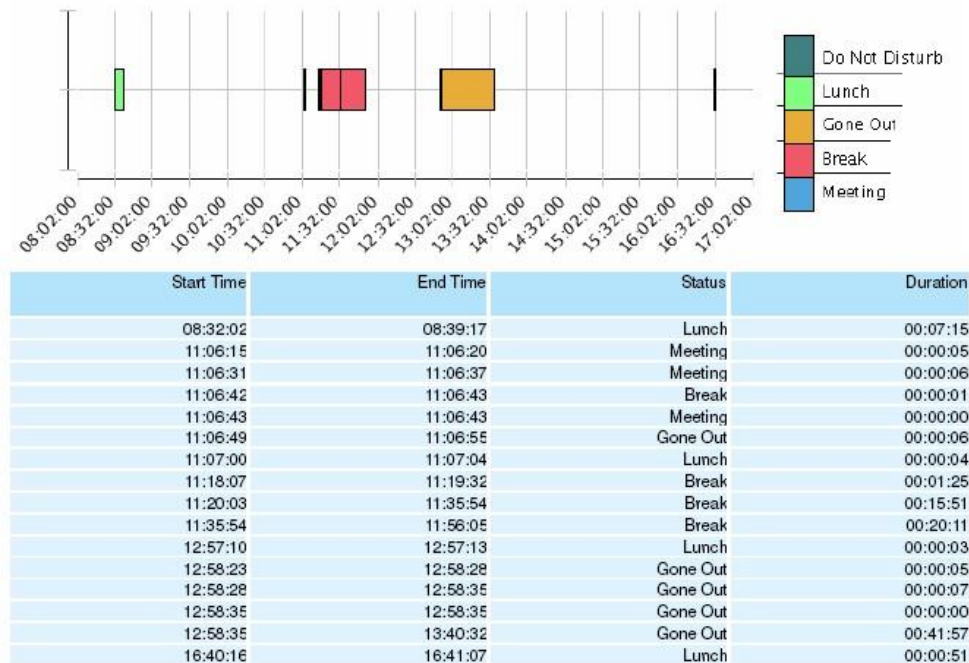 Do Not Disturb
Lunch
Gone Out
Break
Meeting
08:02:00 08:32:00 09:02:00 09:32:00 10:02:00 10:32:00 11:02:00 11:32:00 12:02:00 12:32:00 13:02:00 13:32:00 14:02:00 14:32:00 15:02:00 15:32:00 16:02:00 16:32:00 17:02:00
Start Time End Time Status Duration
08:32:02 08:39:17 Lunch 00:07:15
11:06:15 11:06:20 Meeting 00:00:05
11:06:31 11:06:37 Meeting 00:00:06
11:06:42 11:06:43 Break 00:00:01
11:06:43 11:06:43 Meeting 00:00:00
11:06:49 11:06:55 Gone Out 00:00:06
11:07:00 11:07:04 Lunch 00:00:04
11:18:07 11:19:32 Break 00:01:25
11:20:03 11:35:54 Break 00:15:51
11:35:54 11:56:05 Break 00:20:11
12:57:10 12:57:13 Lunch 00:00:03
12:58:23 12:58:28 Gone Out 00:00:05
12:58:28 12:58:35 Gone Out 00:00:07
12:58:35 12:58:35 Gone Out 00:00:00
12:58:35 13:40:32 Gone Out 00:41:57
16:40:16 16:41:07 Lunch 00:00:51